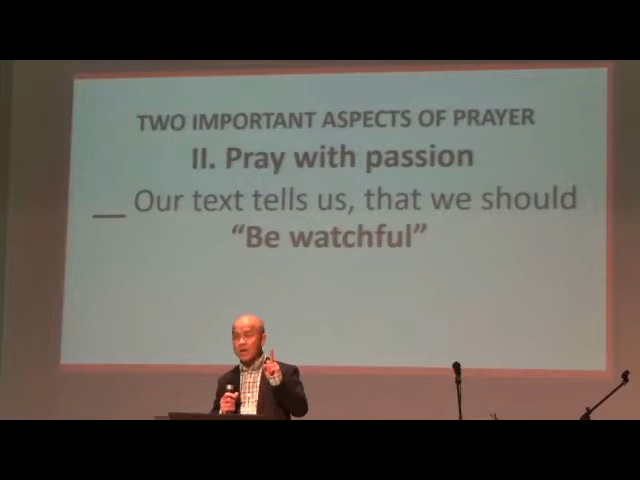 TWO IMPORTANT ASPECTS OF PRAYER
II. Pray with passion
__ Our text tells us, that we should
“Be watchful”